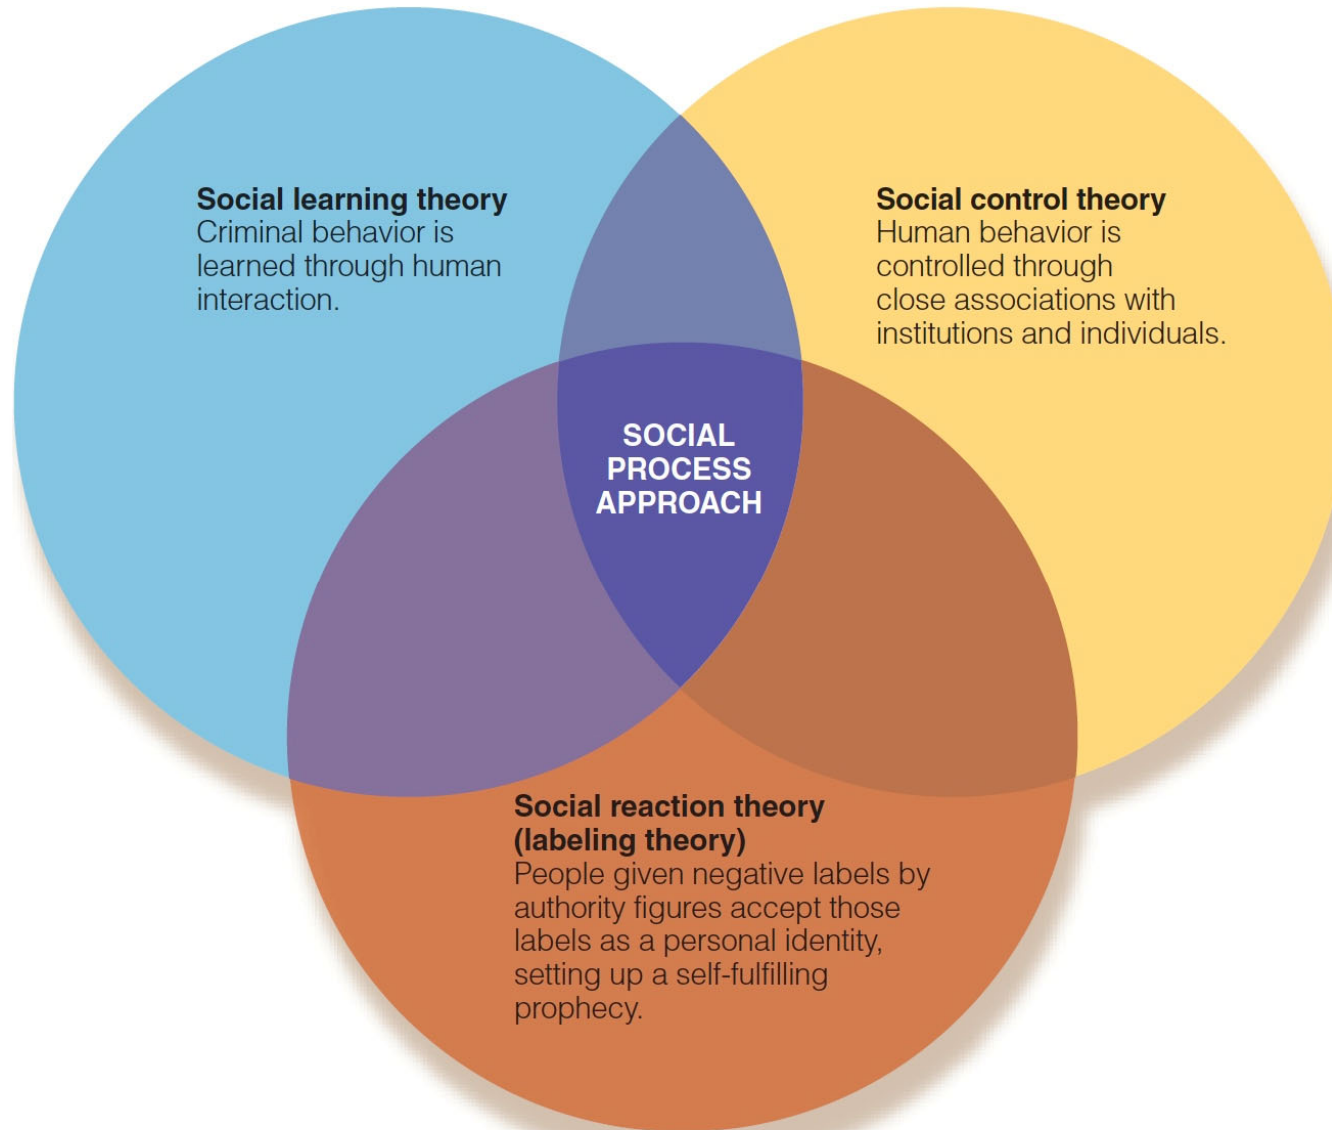 Social learning theory
Criminal behavior is
learned through human
interaction.
Social control theory
Human behavior is
controlled through
close associations with
institutions and individuals.
SOCIAL
PROCESS
APPROACH
Social reaction theory
(labeling theory)
People given negative labels by
authority figures accept those
labels as a personal identity,
setting up a self-fulfilling
prophecy.